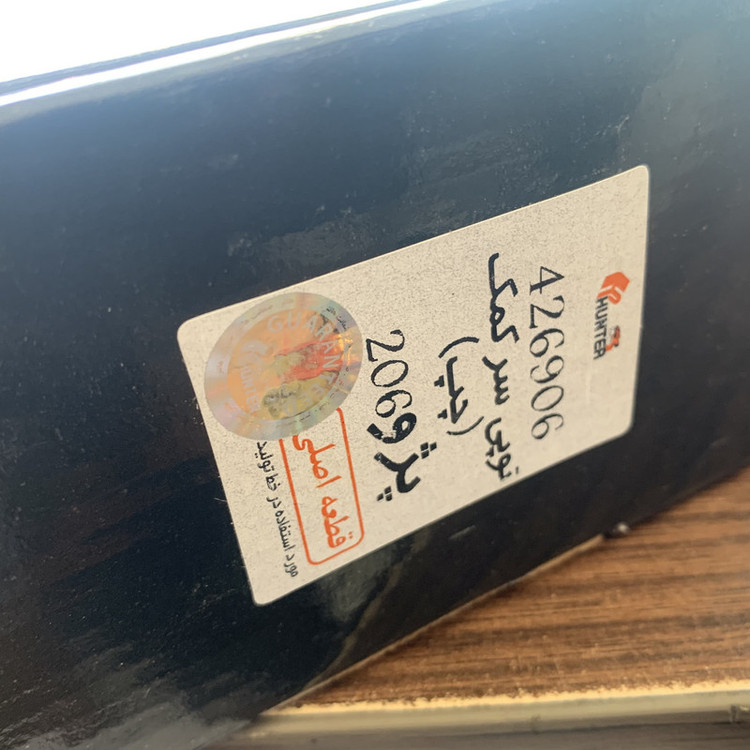 HUNTER
426906
توپی سر کمک
(چپ)
پژو 206
قطعه اصلی
مورد استفاده در خط تولید